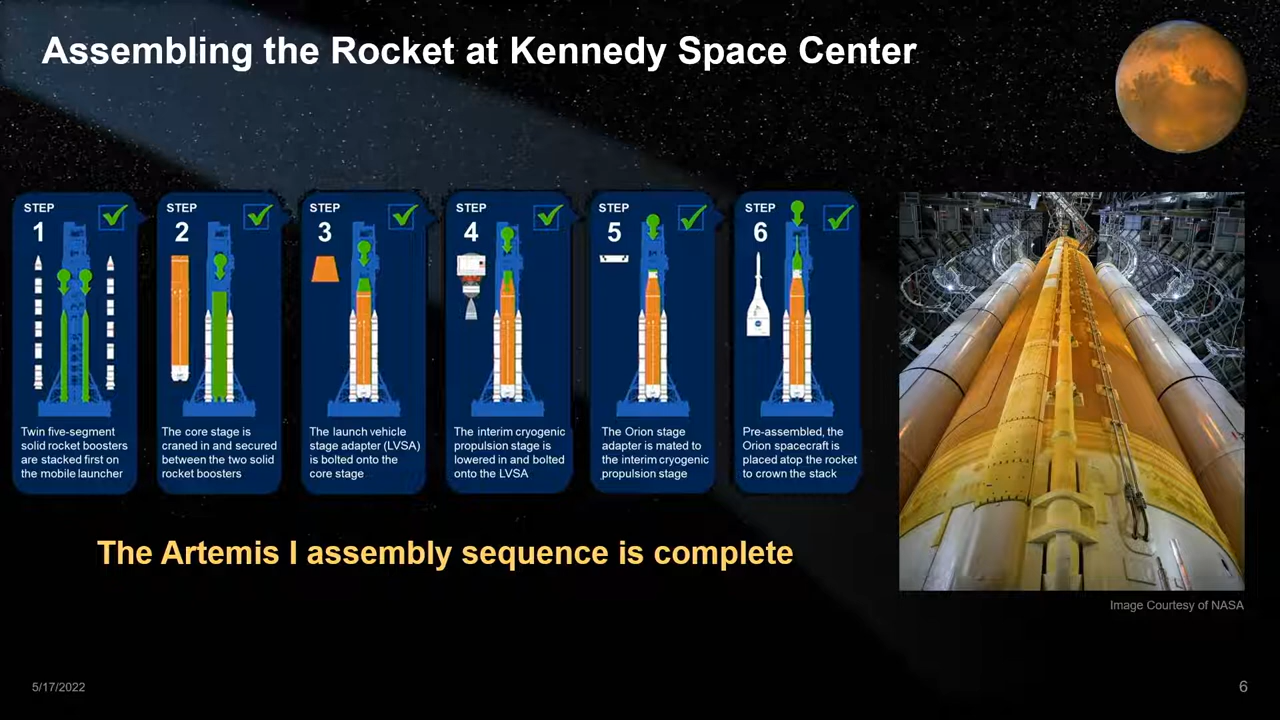 Assembling the Rocket at Kennedy Space Center
STEP
1
Twin five-segment
solid rocket boosters
are stacked first on
the mobile launcher
STEP
2
The core stage is
craned in and secured
between the two solid
rocket boosters
STEP
3
The launch vehicle
stage adapter (LVSA)
is bolted onto the
core stage
STEP
4
The interim cryogenic
propulsion stage is
lowered in and bolted
onto the LVSA
STEP
5
The Orion stage
adapter is mated to
the interim cryogenic
propulsion stage
STEP
6
Pre-assembled, the
Orion spacecraft is
placed atop the rocket
to crown the stack
The Artemis I assembly sequence is complete
Image Courtesy of NASA
5/17/2022
6